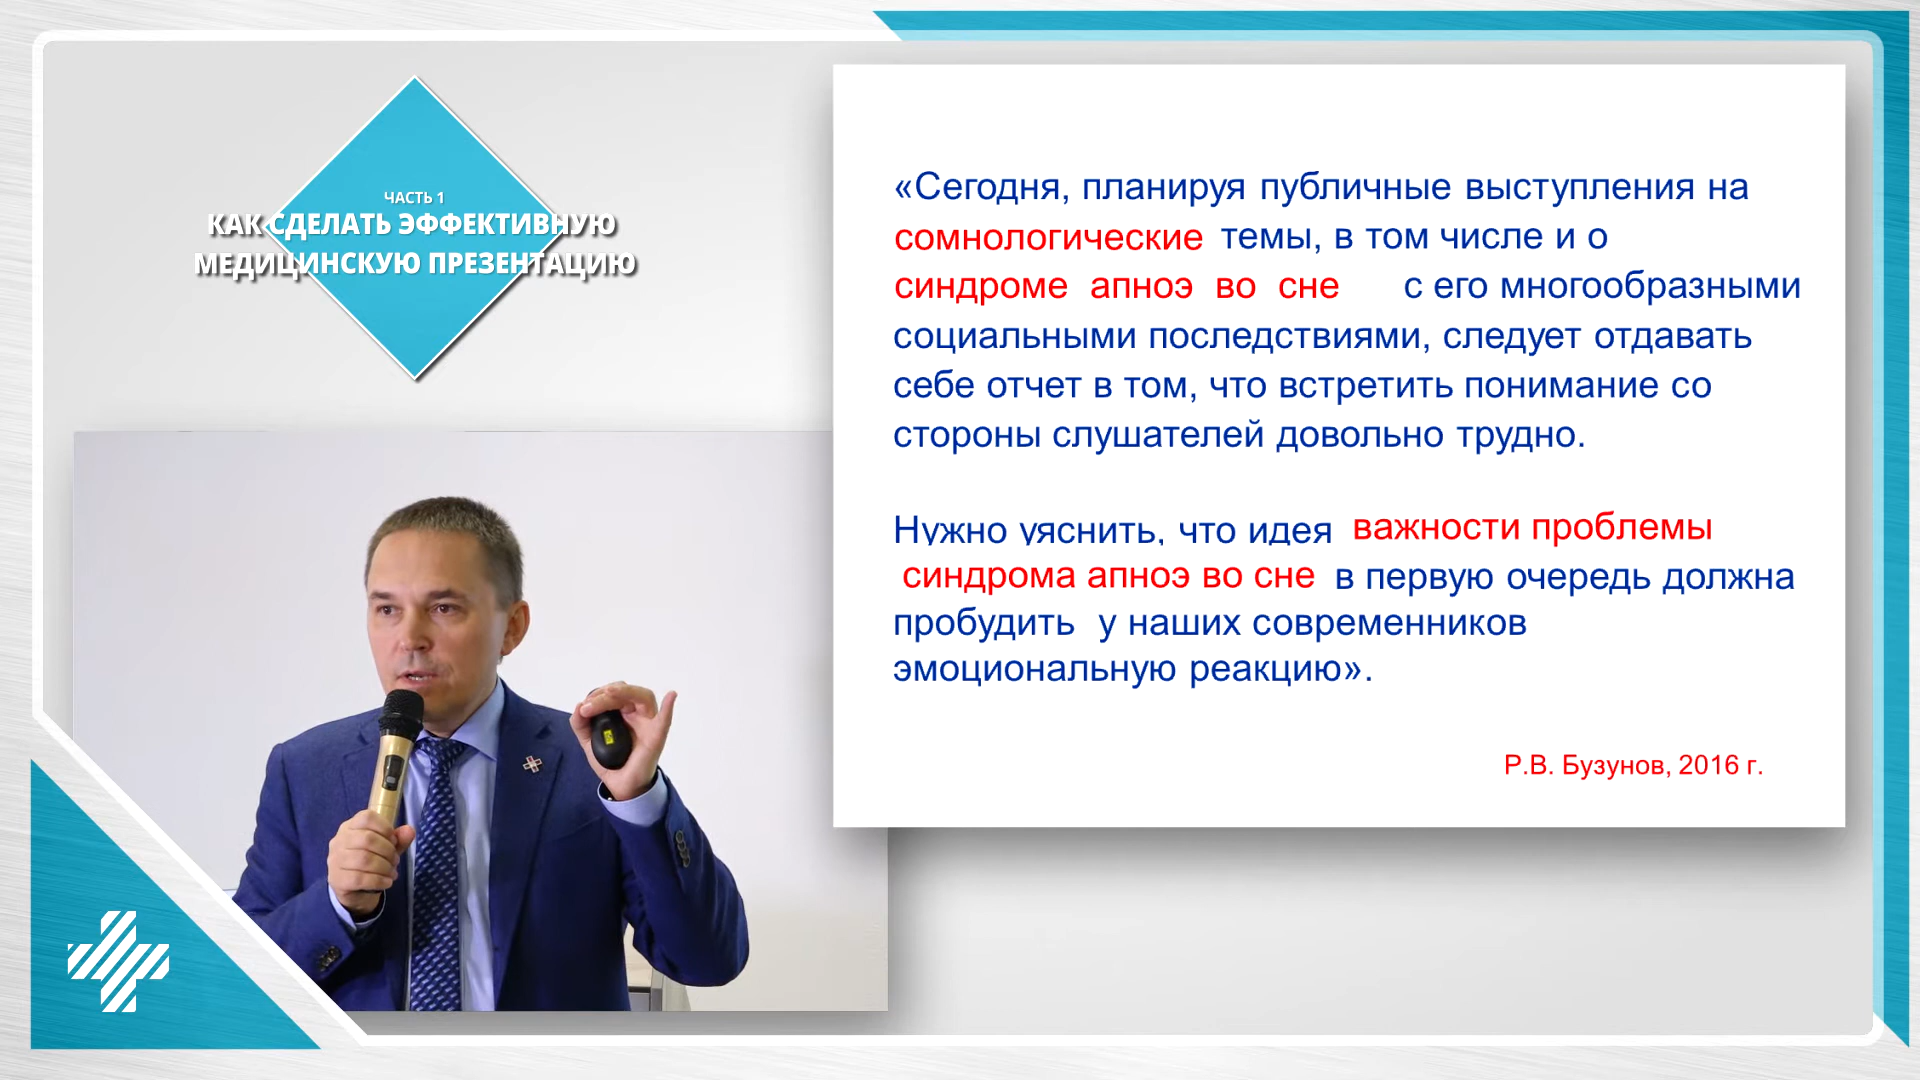 ЧАСТЬ 1
КАК СДЕЛАТЬ ЭФФЕКТИВНУЮ
МЕДИЦИНСКУЮ ПРЕЗЕНТАЦИЮ
«Сегодня, планируя публичные выступления на
сомнологические темы, в том числе и о
синдроме апноэ во сне с его многообразными
социальными последствиями, следует отдавать
себе отчет в том, что встретить понимание со
стороны слушателей довольно трудно.
Нужно уяснить, что идея важности проблемы
синдрома апноэ во сне в первую очередь должна
пробудить у наших современников
эмоциональную реакцию».
Р.В. Бузунов, 2016 г.